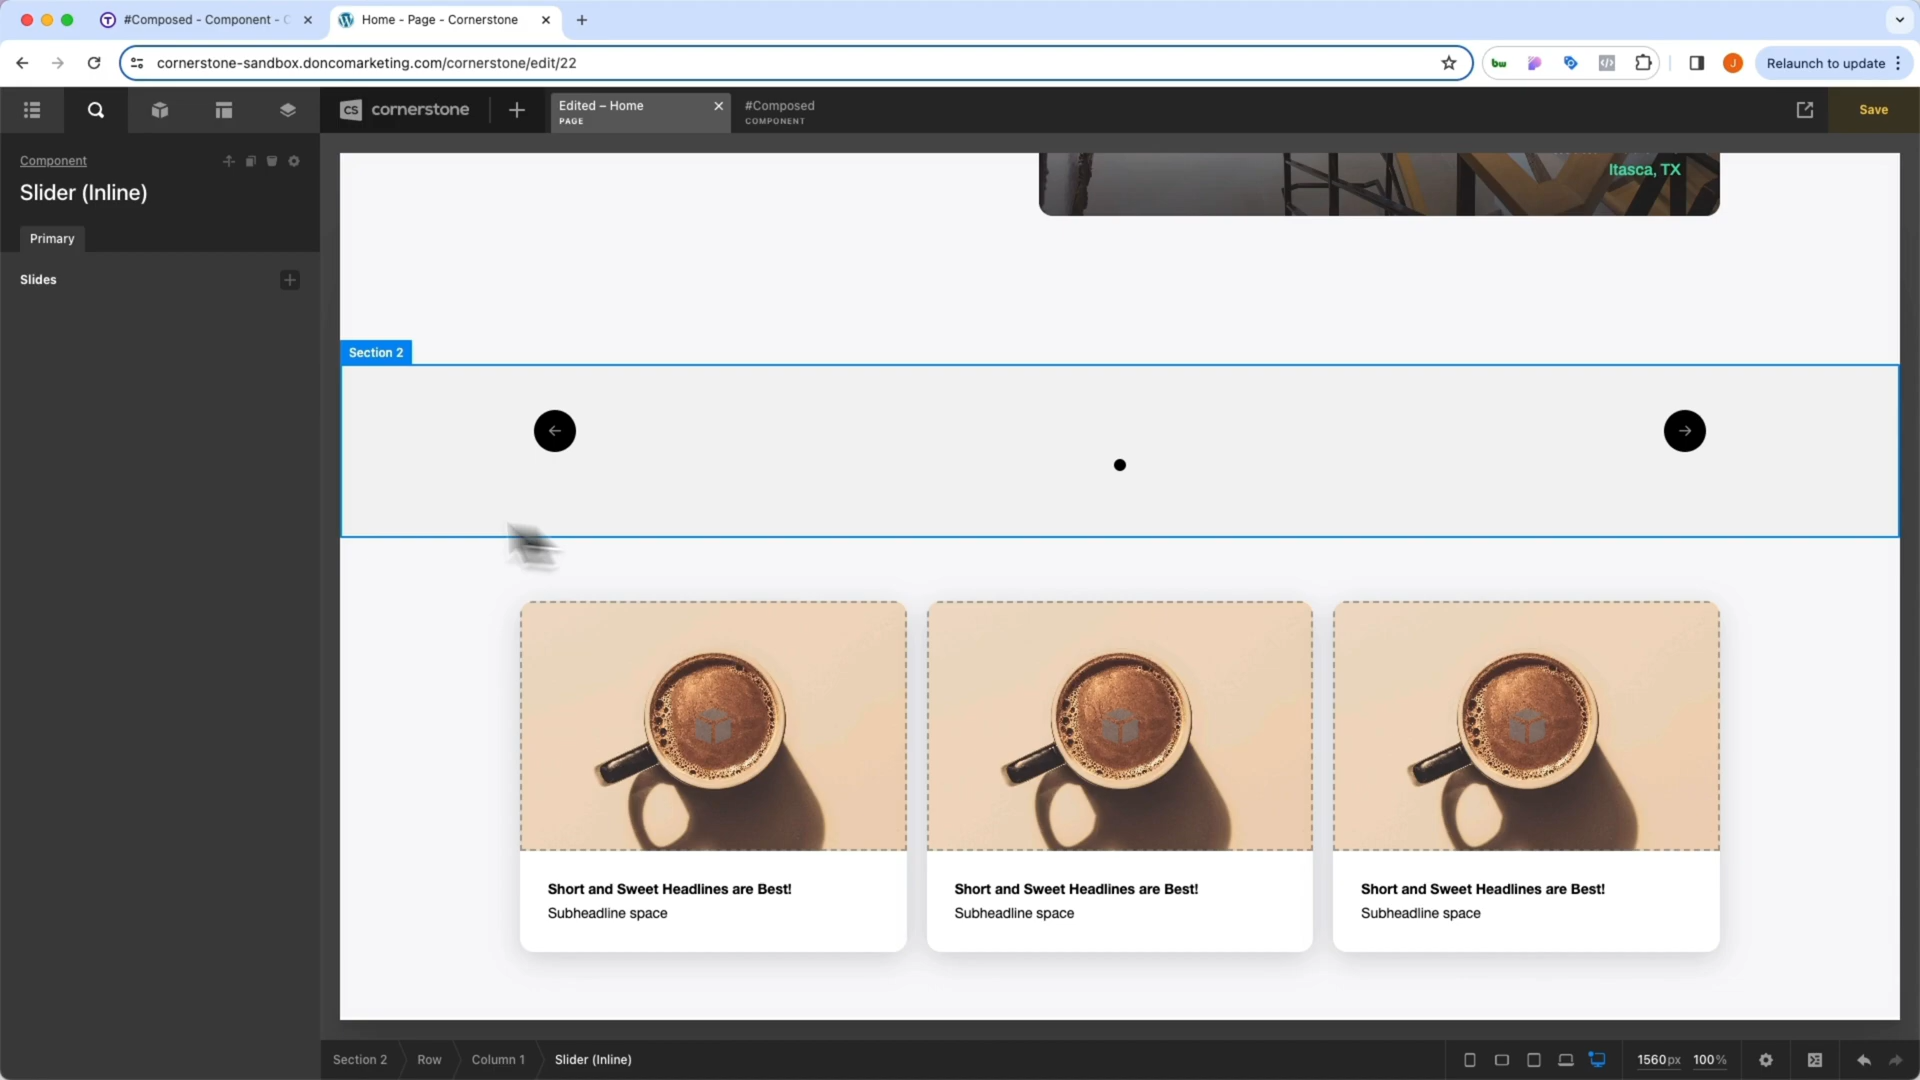 #Composed - Component - C
Home - Page - Cornerstone
cornerstone-sandbox.doncomarketing.com/cornerstone/edit/22
bw
J
Relaunch to update
CS cornerstone
Edited – Home
PAGE
#Composed
COMPONENT
Save
Component
Slider (Inline)
Primary
Slides
Itasca, TX
Section 2
Short and Sweet Headlines are Best!
Subheadline space
Short and Sweet Headlines are Best!
Subheadline space
Short and Sweet Headlines are Best!
Subheadline space
Section 2
Row
Column 1
Slider (Inline)
1560px
100%